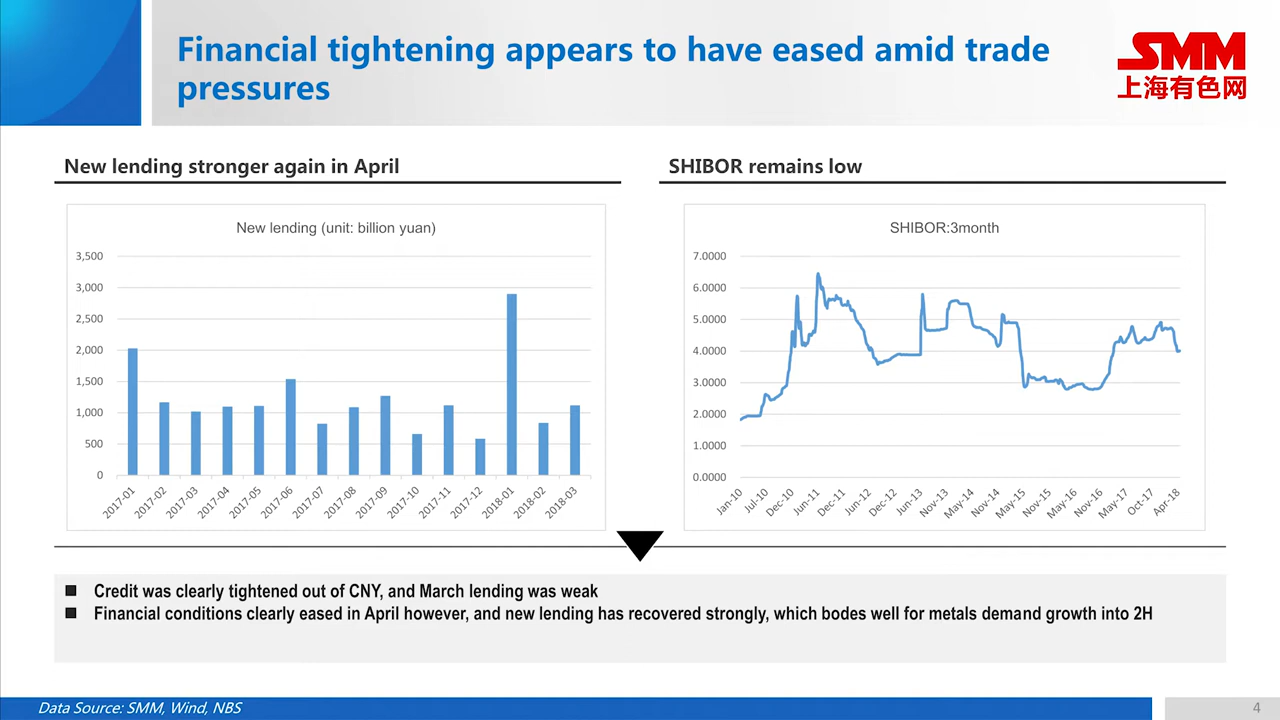 Financial tightening appears to have eased amid trade
pressures
SMM
上海有色网
New lending stronger again in April
SHIBOR remains low
New lending (unit: billion yuan)
3,500
3,000
2,500
2,000
1,500
1,000
500
0
2017-01
2017-02
2017-03
2017-04
2017-05
2017-06
2017-07
2017-08
2017-09
2017-10
2017-11
2017-12
2018-01
2018-02
2018-03
SHIBOR:3month
7.0000
6.0000
5.0000
4.0000
3.0000
2.0000
1.0000
0.0000
Jan-10
Jul-10
Dec-10
Jun-11
Dec-11
Jun-12
Dec-12
Jun-13
Nov-13
May-14
Nov-14
May-15
Nov-15
May-16
Nov-16
May-17
Oct-17
Apr-18
Credit was clearly tightened out of CNY, and March lending was weak
Financial conditions clearly eased in April however, and new lending has recovered strongly, which bodes well for metals demand growth into 2H
Data Source: SMM, Wind, NBS
4